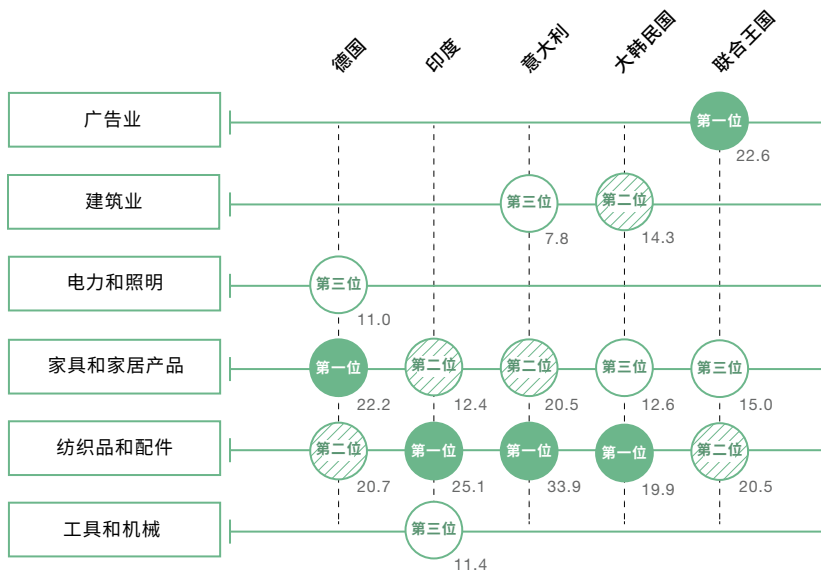 德国
印度
意大利
大韩民国
联合王国
广告业
第一位
22.6
建筑业
第三位
第二位
7.8
14.3
电力和照明
第三位
11.0
家具和家居产品
第一位
第二位
第二位
第三位
第三位
22.2
12.4
20.5
12.6
15.0
纺织品和配件
第二位
第一位
第一位
第一位
第二位
20.7
25.1
33.9
19.9
20.5
工具和机械
第三位
11.4